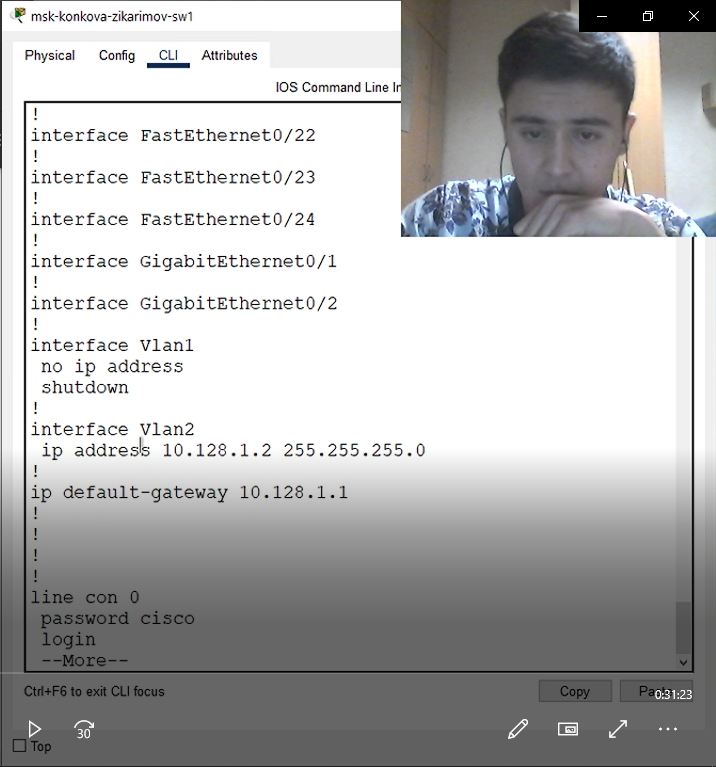 msk-konkova-zikarimov-sw1
Physical Config CLI Attributes
IOS Command Line In
!
interface FastEthernet0/22
!
interface FastEthernet0/23
!
interface FastEthernet0/24
!
interface GigabitEthernet0/1
!
interface GigabitEthernet0/2
!
interface Vlan1
no ip address
shutdown
!
interface Vlan2
ip address 10.128.1.2 255.255.255.0
!
ip default-gateway 10.128.1.1
!
!
!
!
line con 0
password cisco
login
--More--
Ctrl+F6 to exit CLI focus
Copy
0:31:23
30
Top